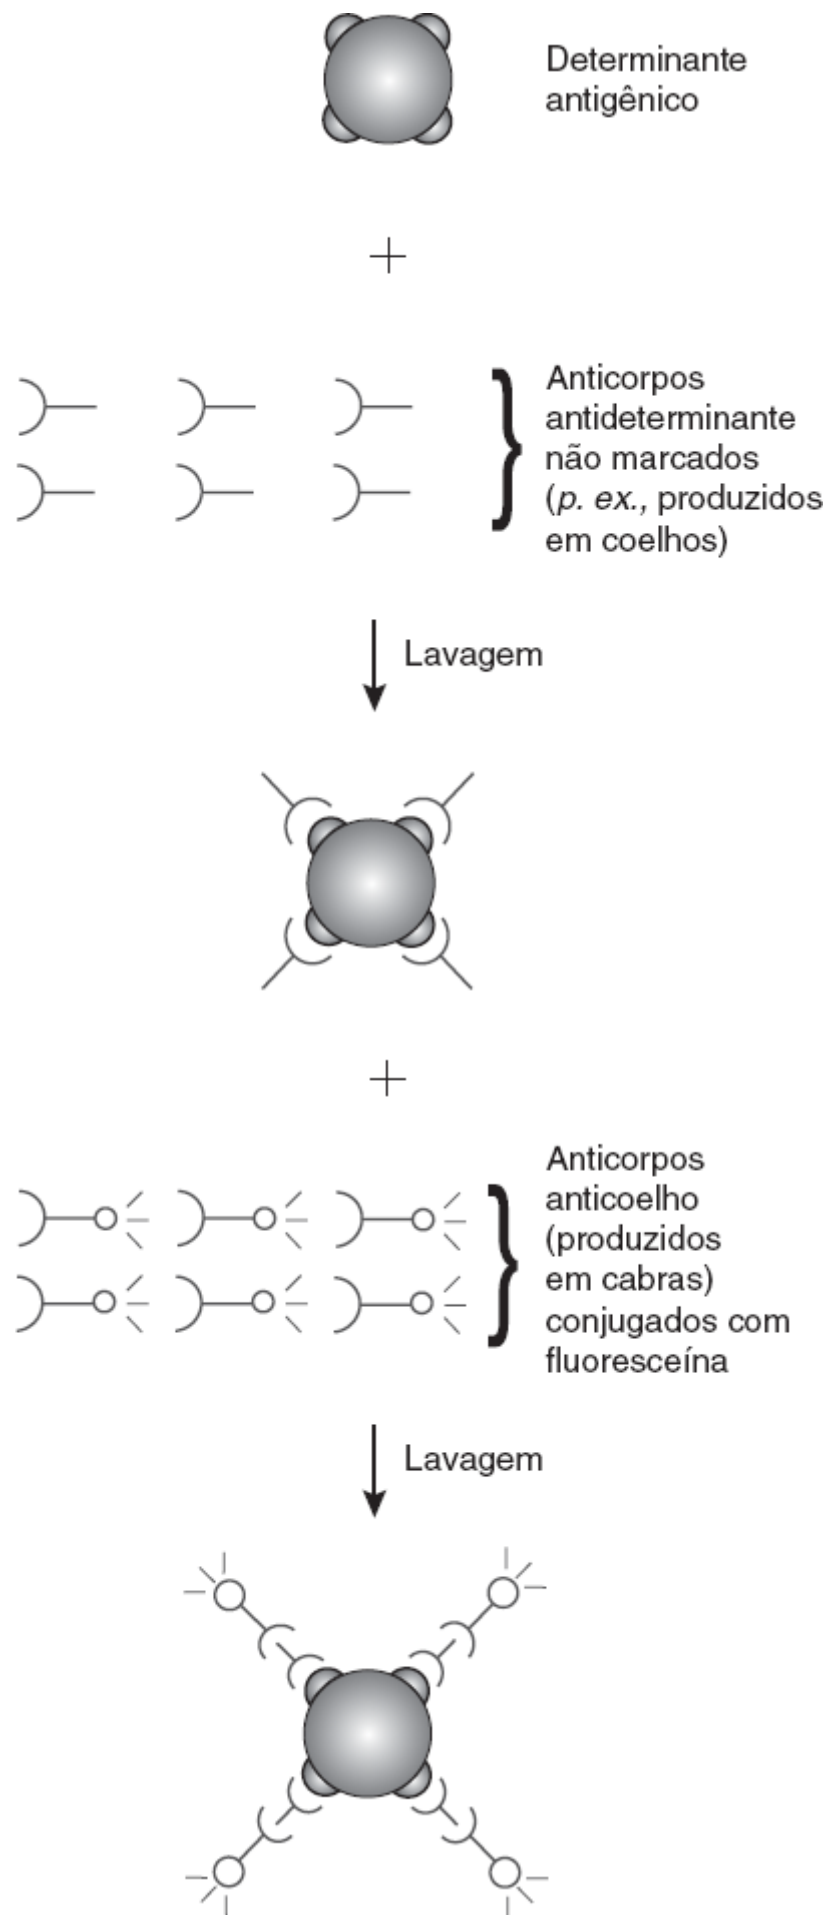 Determinante
antigênico
+
Anticorpos
antideterminante
não marcados
(p. ex., produzidos
em coelhos)
Lavagem
+
Anticorpos
anticoelho
(produzidos
em cabras)
conjugados com
fluoresceína
Lavagem